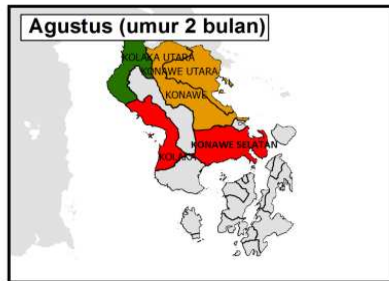 Agustus (umur 2 bulan)
KOLAKA UTARA
KONAWE UTARA
KONAWE
KONAWE SELATAN
KOLAKA